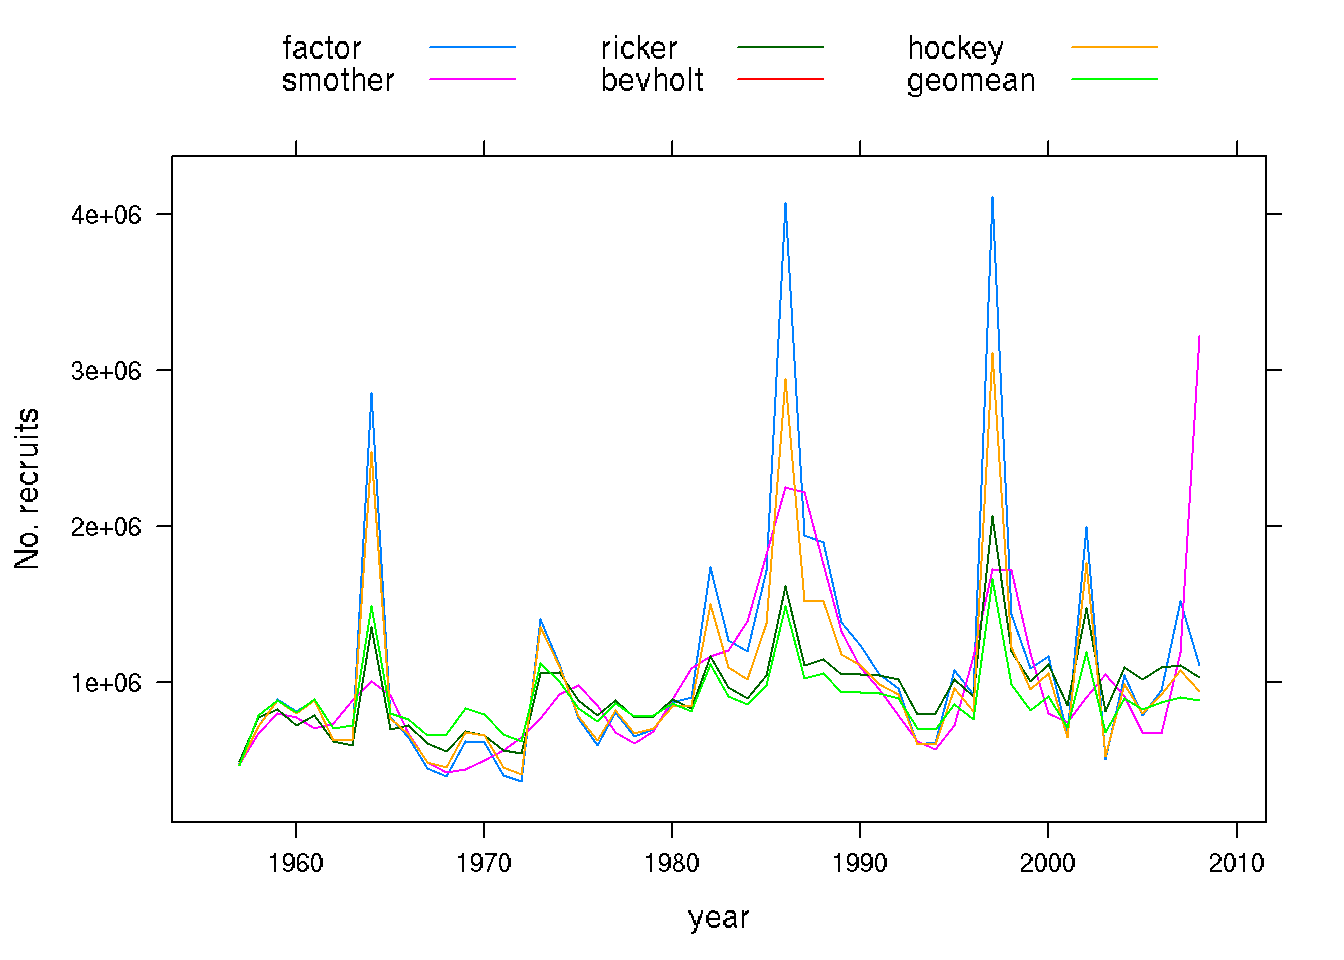 factor ricker hockey
smother bevholt geomean
4e+06
3e+06
2e+06
1e+06
No. recruits
1960 1970 1980 1990 2000 2010
year